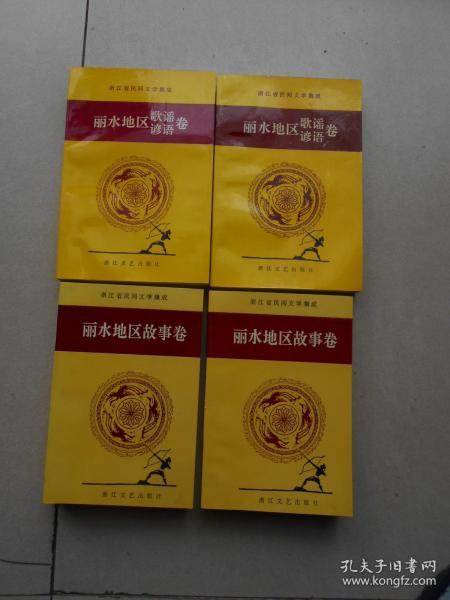 浙江省民间文学集成
丽水地区歌谣谚语卷
浙江文艺出版社
浙江省民间文学集成
丽水地区歌谣谚语卷
浙江文艺出版社
浙江省民间文学集成
丽水地区故事卷
浙江文艺出版社
浙江省民间文学集成
丽水地区故事卷
浙江文艺出版社
孔夫子旧书网
www.kongfz.com